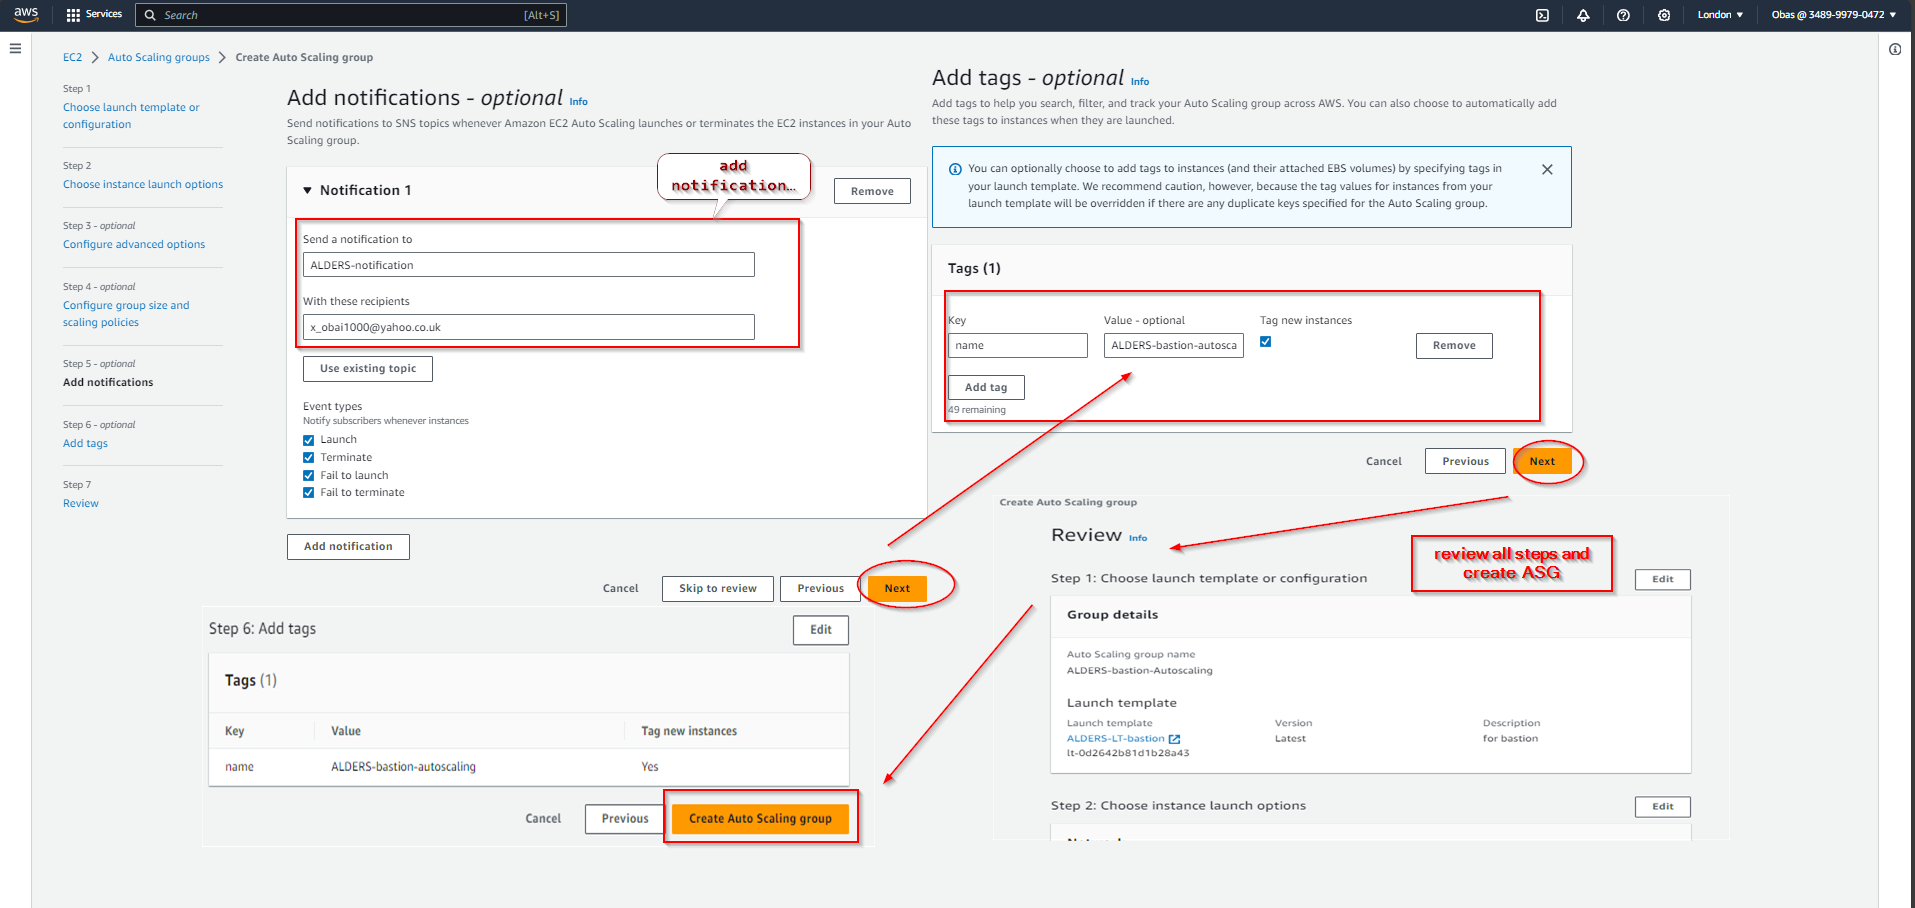 aws
Services
Search
[Alt+S]
London
Obas @ 3489-9979-0472
EC2
Auto Scaling groups
Create Auto Scaling group
Step 1
Choose launch template or
configuration
Step 2
Choose instance launch options
Step 3 - optional
Configure advanced options
Step 4 - optional
Configure group size and
scaling policies
Step 5 - optional
Add notifications
Step 6 - optional
Add tags
Step 7
Review
Add notifications - optional Info
Send notifications to SNS topics whenever Amazon EC2 Auto Scaling launches or terminates the EC2 instances in your Auto
Scaling group.
add
notification...
Notification 1
Remove
Send a notification to
ALDERS-notification
With these recipients
x_obai1000@yahoo.co.uk
Use existing topic
Event types
Notify subscribers whenever instances
Launch
Terminate
Fail to launch
Fail to terminate
Add notification
Cancel
Skip to review
Previous
Next
Add tags - optional Info
Add tags to help you search, filter, and track your Auto Scaling group across AWS. You can also choose to automatically add
these tags to instances when they are launched.
You can optionally choose to add tags to instances (and their attached EBS volumes) by specifying tags in
your launch template. We recommend caution, however, because the tag values for instances from your
launch template will be overridden if there are any duplicate keys specified for the Auto Scaling group.
Tags (1)
Key
Value - optional
Tag new instances
name
ALDERS-bastion-autosca
Remove
Add tag
49 remaining
Cancel
Previous
Next
Create Auto Scaling group
Review Info
review all steps and
create ASG
Step 1: Choose launch template or configuration
Edit
Group details
Auto Scaling group name
ALDERS-bastion-Autoscaling
Launch template
Launch template
Version
Description
ALDERS-LT-bastion
Latest
for bastion
lt-0d2642b81d1b28a43
Step 2: Choose instance launch options
Edit
Step 6: Add tags
Edit
Tags (1)
Key
Value
Tag new instances
name
ALDERS-bastion-autoscaling
Yes
Cancel
Previous
Create Auto Scaling group